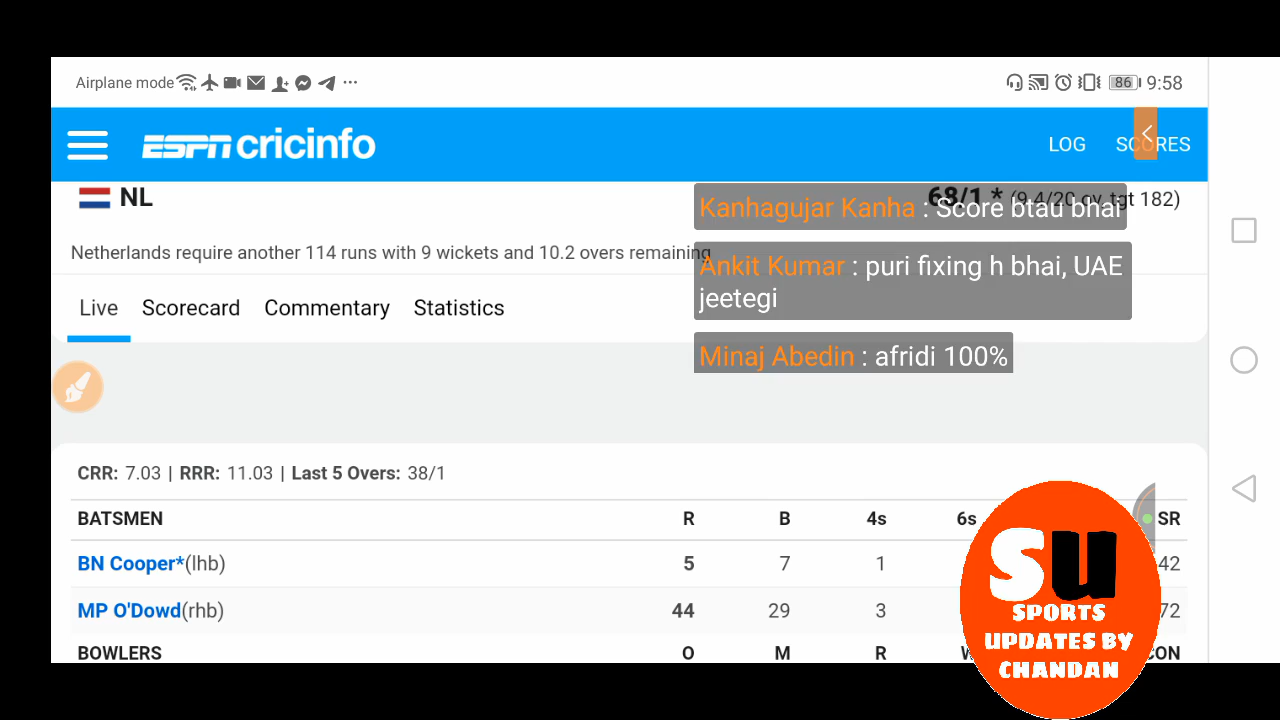 Airplane mode ... 86 9:58
ESPN cricinfo LOG SCORES
NL 68/1 * (9.4/20 ov, tgt 182)
Kanhagujar Kanha : Score btau bhai
Netherlands require another 114 runs with 9 wickets and 10.2 overs remaining
Ankit Kumar : puri fixing h bhai, UAE
jeetegi
Live Scorecard Commentary Statistics
Minaj Abedin : afridi 100%
CRR: 7.03 | RRR: 11.03 | Last 5 Overs: 38/1
BATSMEN R B 4s 6s SR
BN Cooper*(lhb) 5 7 1 42
MP O'Dowd(rhb) 44 29 3 72
BOWLERS O M R CON
SU
SPORTS
UPDATES BY
CHANDAN